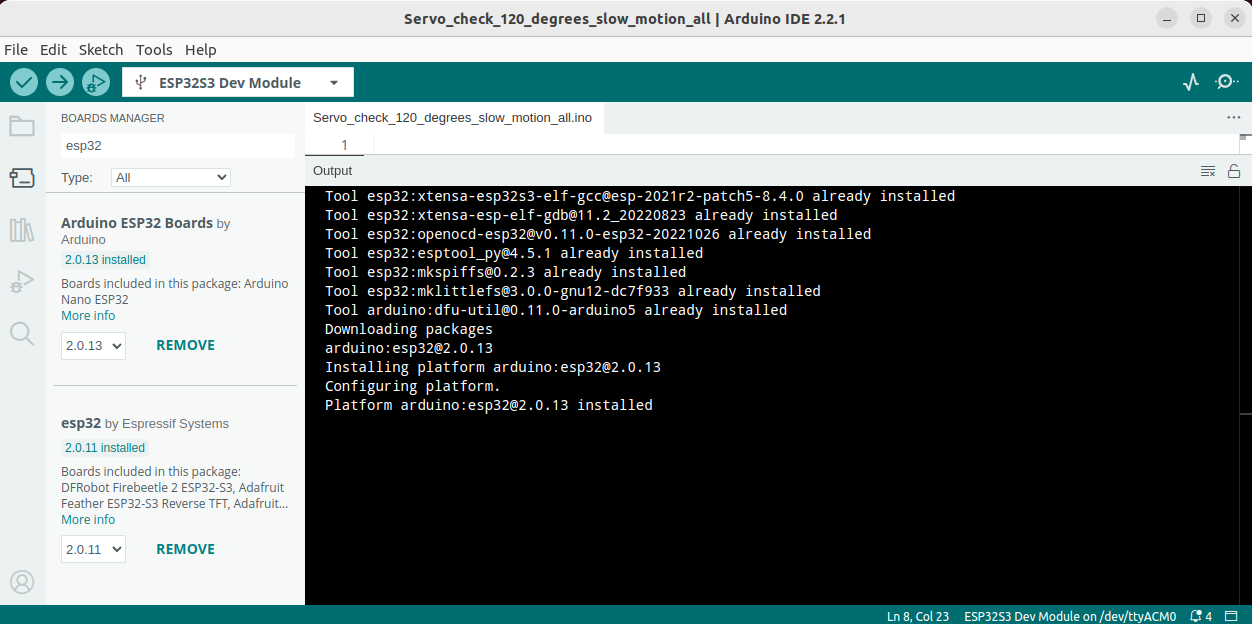 Servo_check_120_degrees_slow_motion_all | Arduino IDE 2.2.1
File Edit Sketch Tools Help
ESP32S3 Dev Module
BOARDS MANAGER
esp32
Type: All
Arduino ESP32 Boards by
Arduino
2.0.13 installed
Boards included in this package: Arduino
Nano ESP32
More info
2.0.13 REMOVE
esp32 by Espressif Systems
2.0.11 installed
Boards included in this package:
DFRobot Firebeetle 2 ESP32-S3, Adafruit
Feather ESP32-S3 Reverse TFT, Adafruit...
More info
2.0.11 REMOVE
Servo_check_120_degrees_slow_motion_all.ino
1
Output
Tool esp32:xtensa-esp32s3-elf-gcc@esp-2021r2-patch5-8.4.0 already installed
Tool esp32:xtensa-esp-elf-gdb@11.2_20220823 already installed
Tool esp32:openocd-esp32@v0.11.0-esp32-20221026 already installed
Tool esp32:esptool_py@4.5.1 already installed
Tool esp32:mkspiffs@0.2.3 already installed
Tool esp32:mklittlefs@3.0.0-gnu12-dc7f933 already installed
Tool arduino:dfu-util@0.11.0-arduino5 already installed
Downloading packages
arduino:esp32@2.0.13
Installing platform arduino:esp32@2.0.13
Configuring platform.
Platform arduino:esp32@2.0.13 installed
Ln 8, Col 23 ESP32S3 Dev Module on /dev/ttyACM0 4